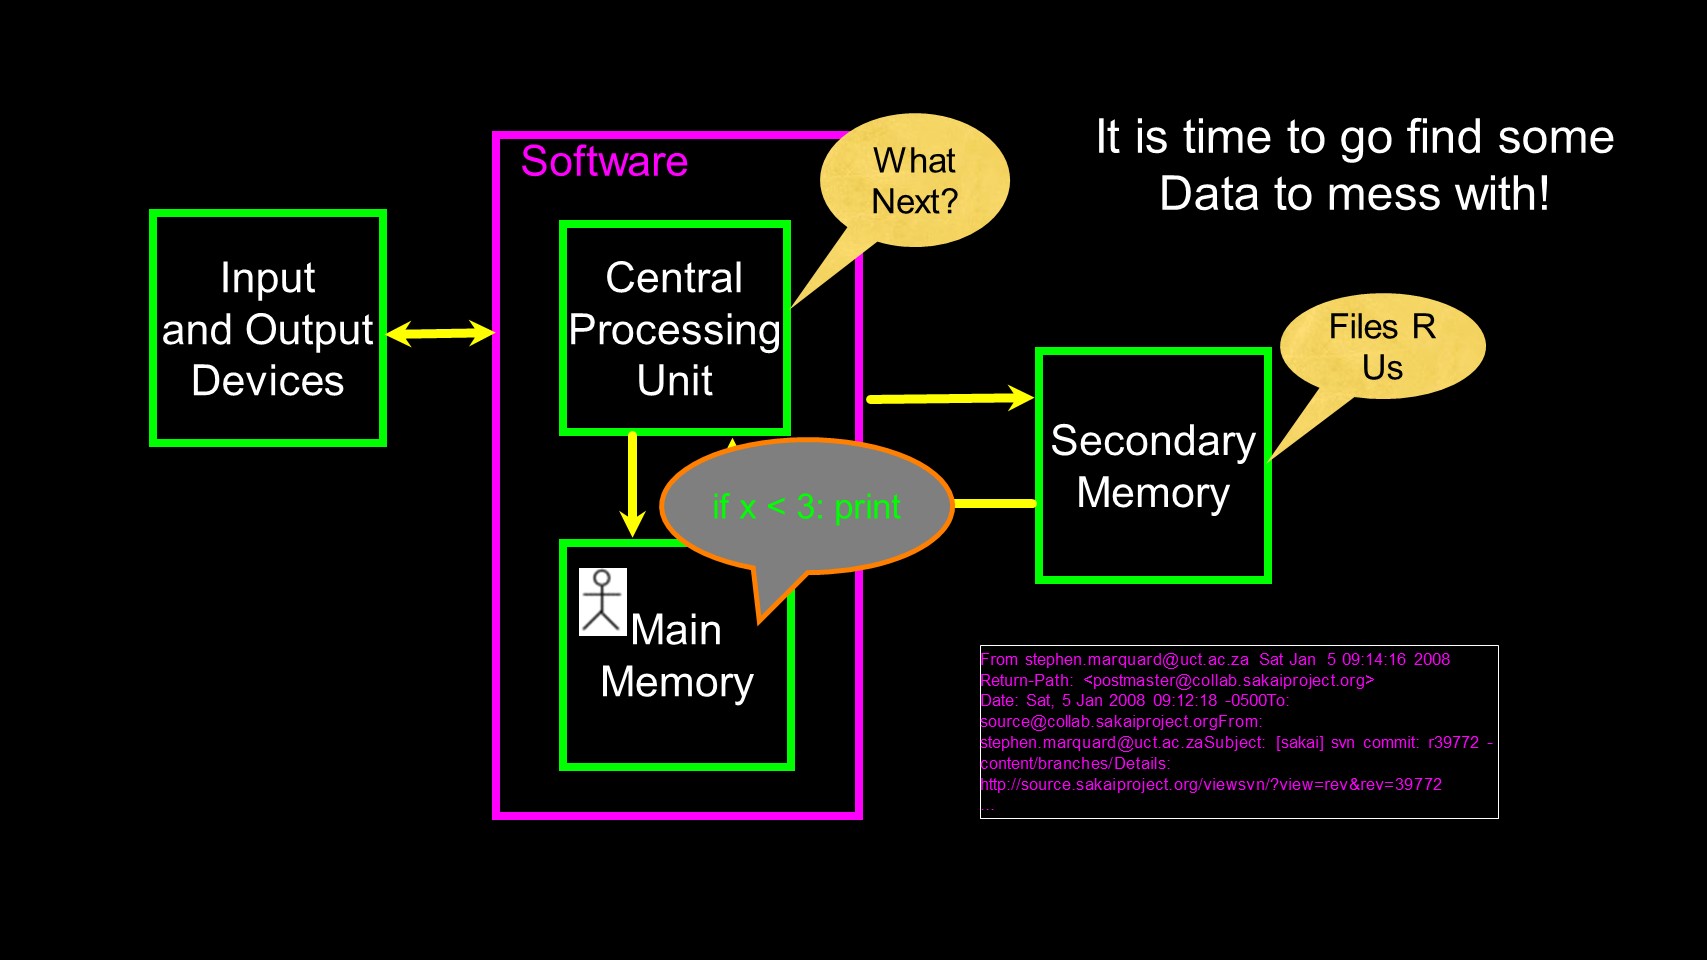 It is time to go find some
Data to mess with!
Software
What
Next?
Input
and Output
Devices
Central
Processing
Unit
Files R
Us
Secondary
Memory
if x < 3: print
Main
Memory
From stephen.marquard@uct.ac.za Sat Jan 5 09:14:16 2008
Return-Path: <postmaster@collab.sakaiproject.org>
Date: Sat, 5 Jan 2008 09:12:18 -0500To:
source@collab.sakaiproject.orgFrom:
stephen.marquard@uct.ac.zaSubject: [sakai] svn commit: r39772 -
content/branches/Details:
http://source.sakaiproject.org/viewsvn/?view=rev&rev=39772
...